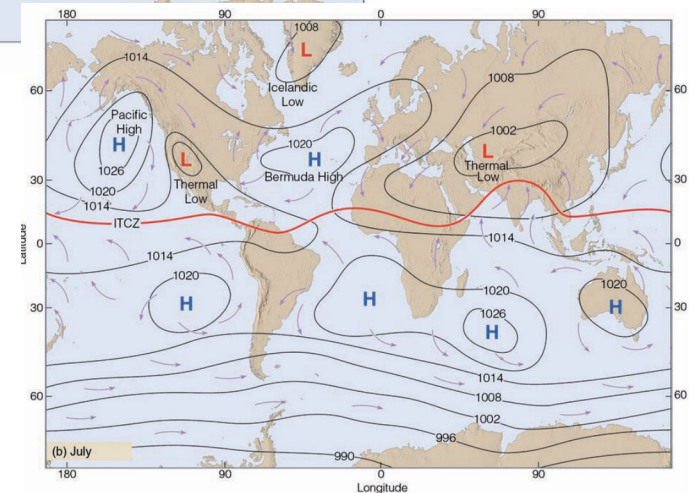 180 90 0 90
1008
L
1014
Icelandic
Low
1008
60 60
Pacific
High
H
1026
1020
1014
L
Thermal
Low
1020
H
Bermuda High
1002
L
Thermal
Low
30 30
ITCZ
0 0
1014
1014
1020
H
H
1020
1026
H
1020
H
30 30
1014
1008
1002
996
990
60 60
Latitude
(b) July
180 90 0 90
Longitude